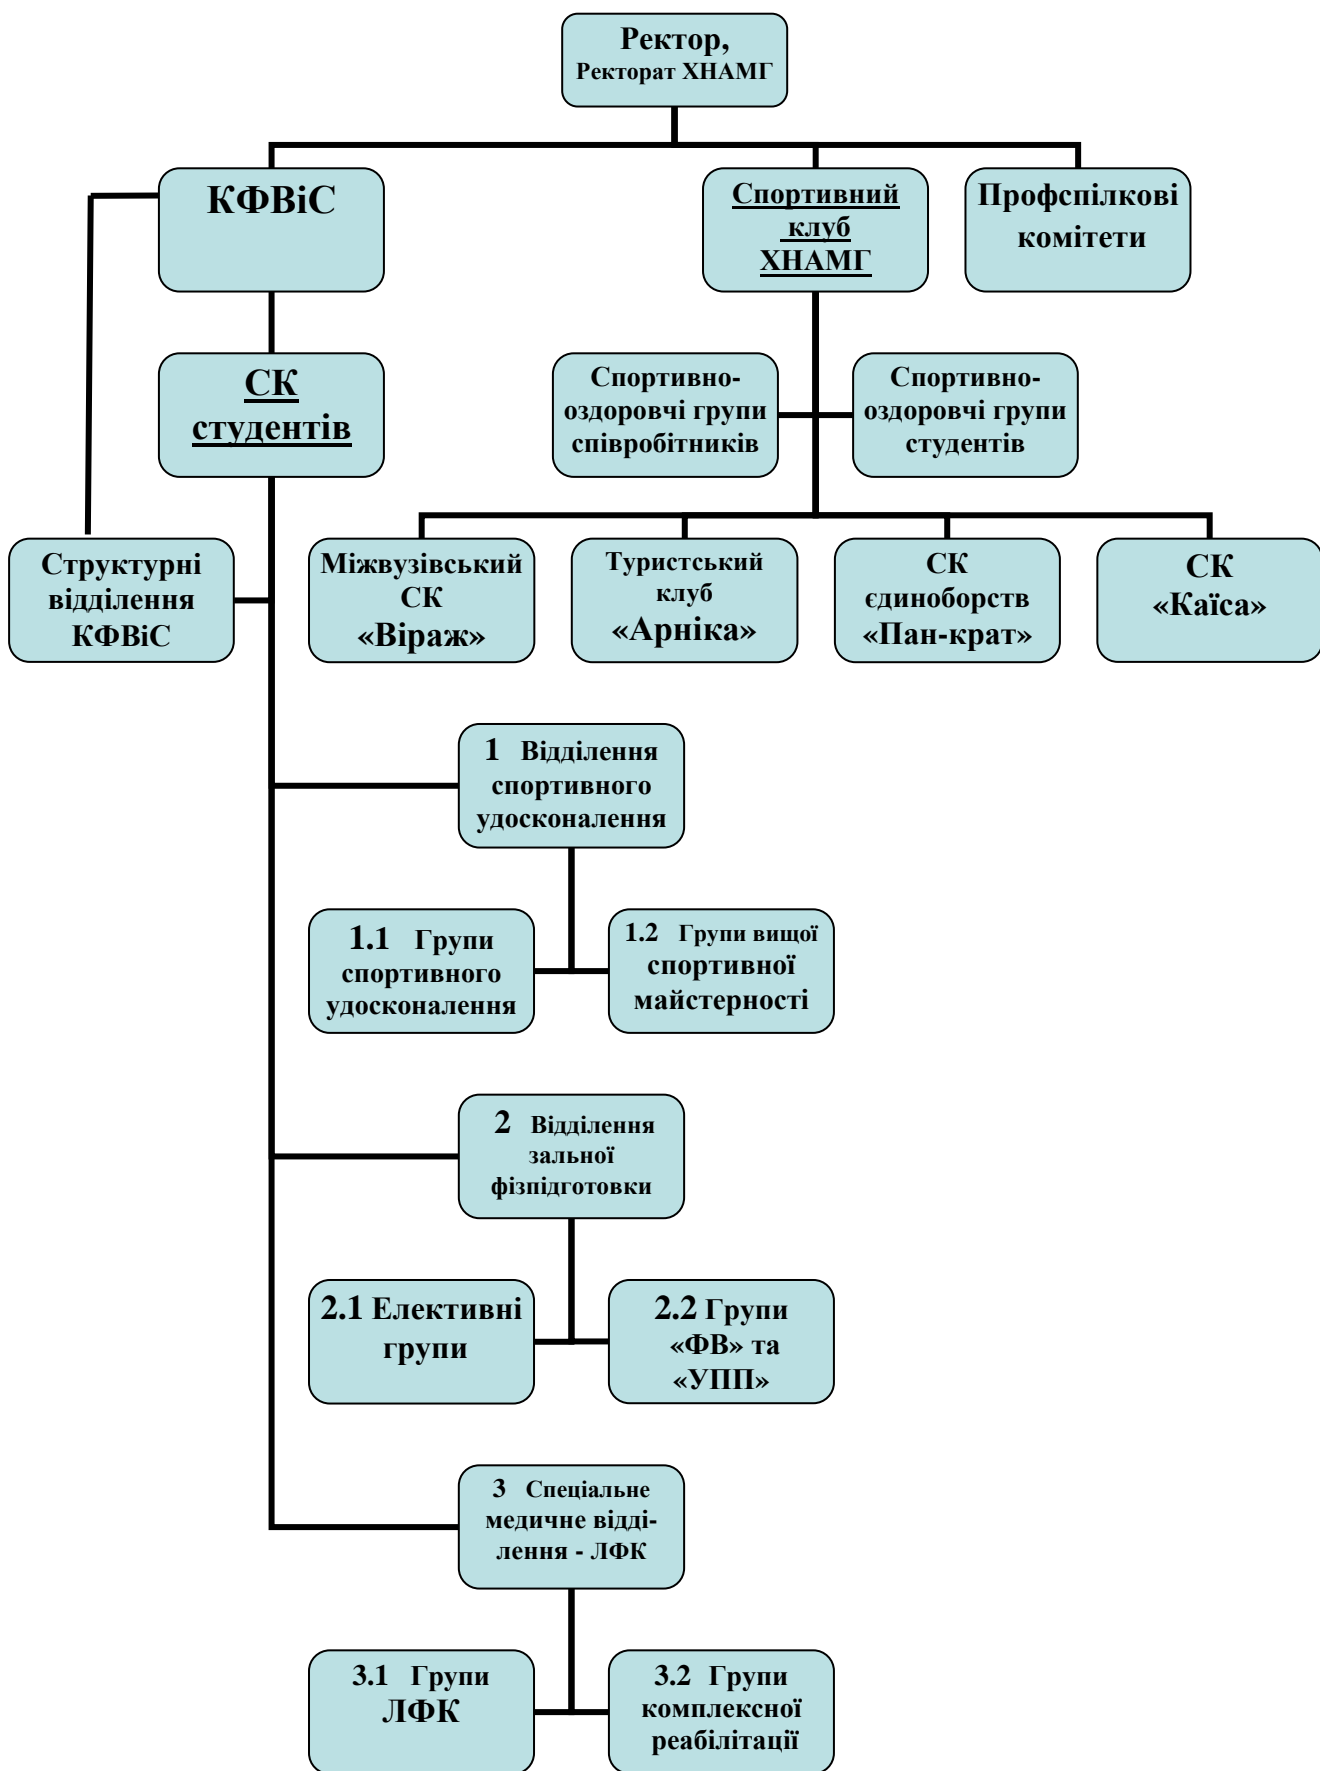 Ректор,
Ректорат ХНАМГ
КФВіС
Спортивний
клуб
ХНАМГ
Профспілкові
комітети
СК
студентів
Спортивно-
оздоровчі групи
співробітників
Спортивно-
оздоровчі групи
студентів
Структурні
відділення
КФВіС
Міжвузівський
СК
«Віраж»
Туристський
клуб
«Арніка»
СК
єдиноборств
«Пан-крат»
СК
«Каїса»
1 Відділення
спортивного
удосконалення
1.1 Групи
спортивного
удосконалення
1.2 Групи вищої
спортивної
майстерності
2 Відділення
зальної
фізпідготовки
2.1 Елективні
групи
2.2 Групи
«ФВ» та
«УПП»
3 Спеціальне
медичне відді-
лення - ЛФК
3.1 Групи
ЛФК
3.2 Групи
комплексної
реабілітації